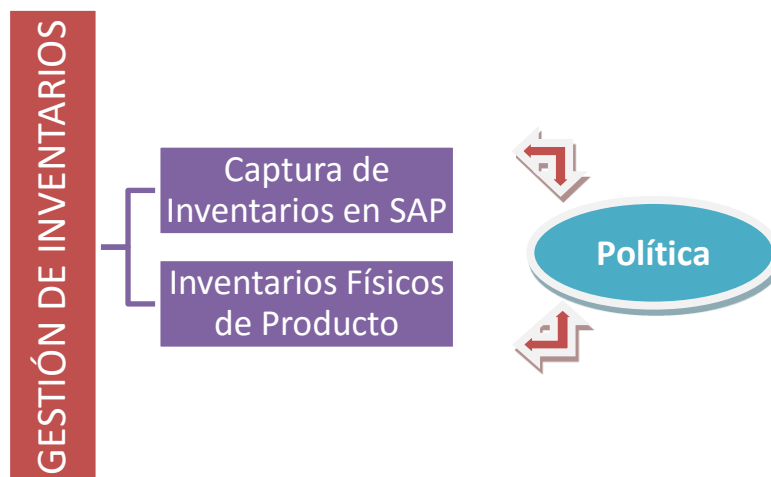 GESTIÓN DE INVENTARIOS
Captura de
Inventarios en SAP
Inventarios Físicos
de Producto
Política